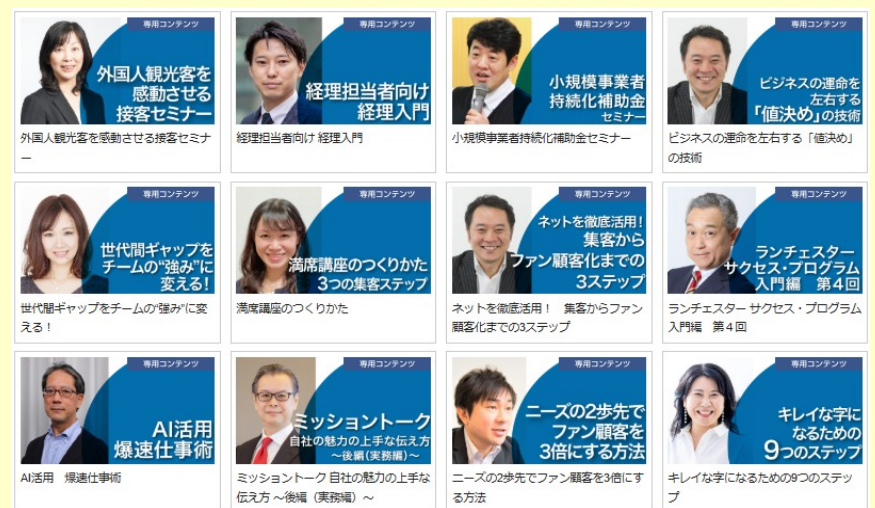 専用コンテンツ
外国人観光客を
感動させる
接客セミナー
外国人観光客を感動させる接客セミナ
ー
専用コンテンツ
経理担当者向け
経理入門
経理担当者向け 経理入門
専用コンテンツ
小規模事業者
持続化補助金
セミナー
小規模事業者持続化補助金セミナー
専用コンテンツ
ビジネスの運命を
左右する
「値決め」の技術
ビジネスの運命を左右する「値決め」
の技術
専用コンテンツ
世代間ギャップを
チームの“強み”に
変える!
世代間ギャップをチームの“強み”に変
える!
専用コンテンツ
満席講座のつくりかた
3つの集客ステップ
満席講座のつくりかた
専用コンテンツ
ネットを徹底活用!
集客から
ファン顧客化までの
3ステップ
ネットを徹底活用! 集客からファン
顧客化までの3ステップ
専用コンテンツ
ランチェスター
サクセス・プログラム
入門編 第4回
ランチェスター サクセス・プログラム
入門編 第4回
専用コンテンツ
AI活用
爆速仕事術
AI活用 爆速仕事術
専用コンテンツ
ミッショントーク
自社の魅力の上手な伝え方
~後編(実務編)~
ミッショントーク 自社の魅力の上手な
伝え方 ~後編(実務編)~
専用コンテンツ
ニーズの2歩先で
ファン顧客を
3倍にする方法
ニーズの2歩先でファン顧客を3倍にす
る方法
専用コンテンツ
キレイな字に
なるための
9つのステップ
キレイな字になるための9つのステッ
プ